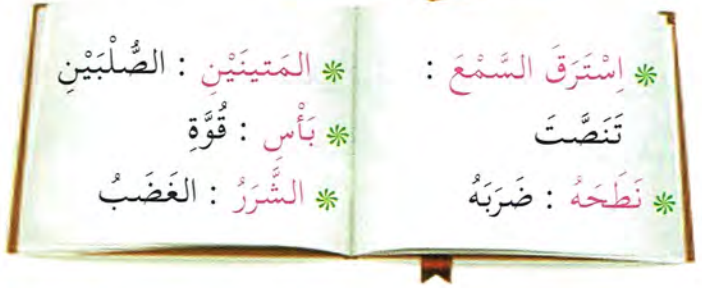 ❋ اِسْتَرَقَ السَّمْعَ :
تَنَصَّتَ
❋ نَطَحَهُ : ضَرَبَهُ
❋ المَتينَيْنِ : الصُّلْبَيْنِ
❋ بَأْسِ : قُوَّةِ
❋ الشَّرَرُ : الغَضَبُ